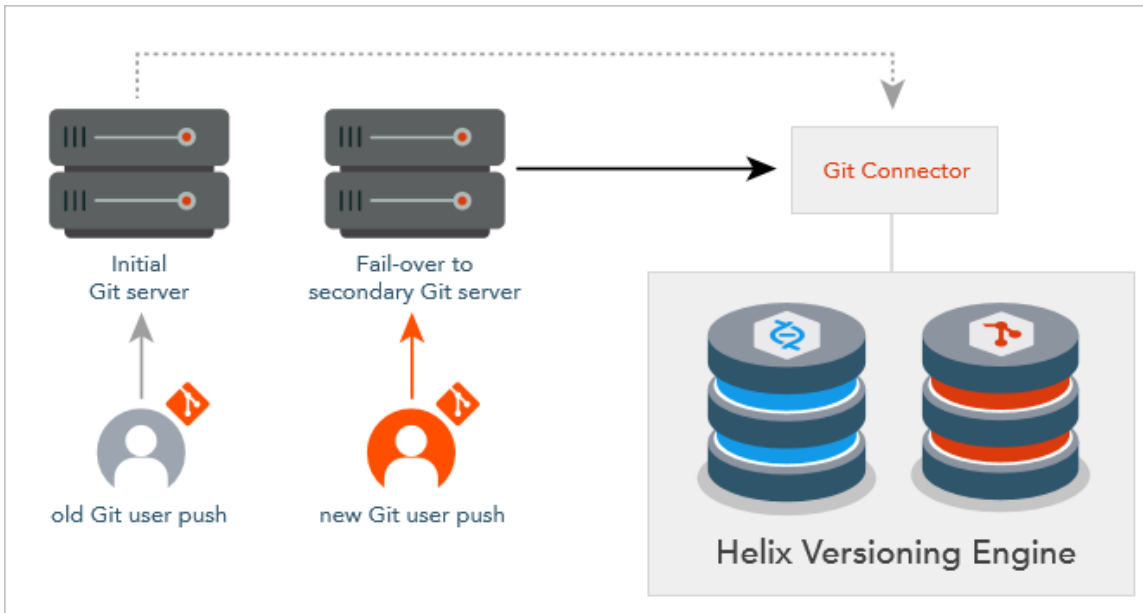 Git Connector
Initial
Git server
Fail-over to
secondary Git server
old Git user push
new Git user push
Helix Versioning Engine